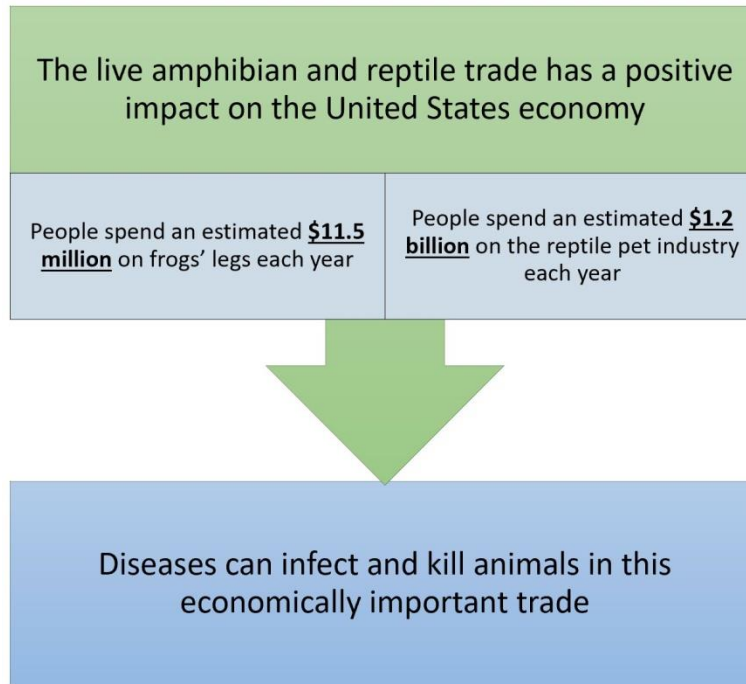 The live amphibian and reptile trade has a positive
impact on the United States economy
People spend an estimated $11.5
million on frogs’ legs each year
People spend an estimated $1.2
billion on the reptile pet industry
each year
Diseases can infect and kill animals in this
economically important trade